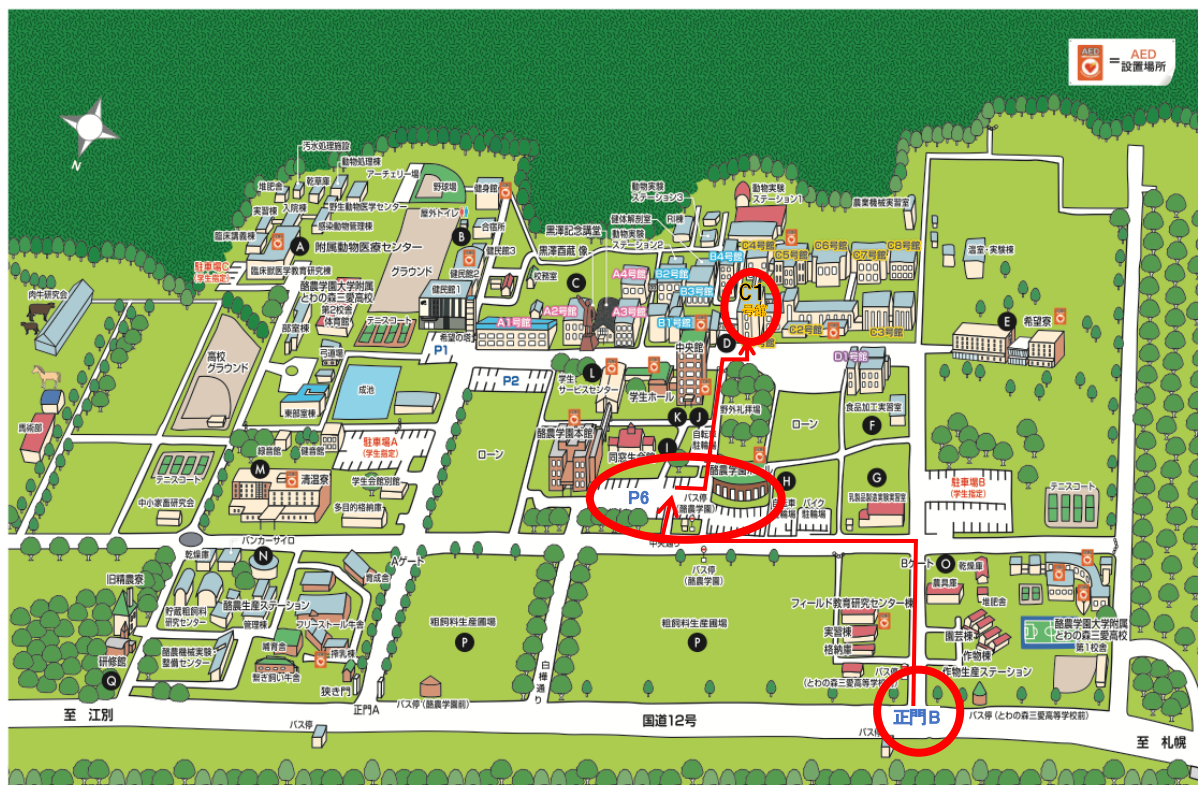 AED
=AED
設置場所
N
汚水処理施設
動物処理棟
アーチェリー場
堆肥舎
乾草庫
野球場
健身館
実習棟
入院棟
野生動物医学センター
屋外トイレ
臨床講義棟
感染動物管理棟
合宿所
A
附属動物医療センター
B
健民館3
駐車場C
(学生指定)
臨床獣医学教育研究棟
グラウンド
健民館2
校務室
肉牛研究会
酪農学園大学附属
とわの森三愛高校
第2校舎
体育館
健民館1
部室棟
テニスコート
希望の塔
高校
グラウンド
弓道場
P1
A1号館
P2
成池
東部室棟
馬術部
黒澤記念講堂
黒澤酉蔵 像
C
A2号館
A3号館
A4号館
動物実験
ステーション3
健体解剖室
RI棟
動物実験
ステーション2
動物実験
ステーション1
B2号館
B4号館
B3号館
B1号館
C4号館
C5号館
C6号館
C7号館
C8号館
農業機械実習室
温室・実験棟
C1
号館
C2号館
C3号館
D
中央館
D1号館
E
希望寮
L
学生
サービスセンター
学生ホール
K
J
野外礼拝場
ローン
食品加工実習室
F
酪農学園本館
同窓生会館
I
自転車
駐輪場
緑音館
健音館
駐車場A
(学生指定)
ローン
M
清温寮
学生会館別館
中小家畜研究会
多目的格納庫
P6
バス停
(酪農学園)
H
自転車
駐輪場
バイク
駐輪場
G
乳製品製造実験実習室
駐車場B
(学生指定)
テニスコート
中央通り
バンカーサイロ
乾燥庫
N
Aゲート
バス停
(酪農学園)
Bゲート
O
乾燥庫
農具庫
旧精農寮
育成舎
酪農生産ステーション
貯蔵粗飼料
研究センター
管理棟
フリーストール牛舎
粗飼料生産圃場
P
粗飼料生産圃場
P
フィールド教育研究センター棟
実習棟
格納庫
堆肥舎
園芸棟
作物棟
酪農学園大学附属
とわの森三愛高校
第1校舎
酪農機械実験・
整備センター
哺育舎
搾乳棟
研修館
Q
繋ぎ飼い牛舎
狭き門
白樺通り
バス停
(とわの森三愛高等学校前)
作物生産ステーション
至 江別
正門A
バス停(酪農学園前)
国道12号
正門B
バス停(とわの森三愛高等学校前)
バス停
バス停
至 札幌